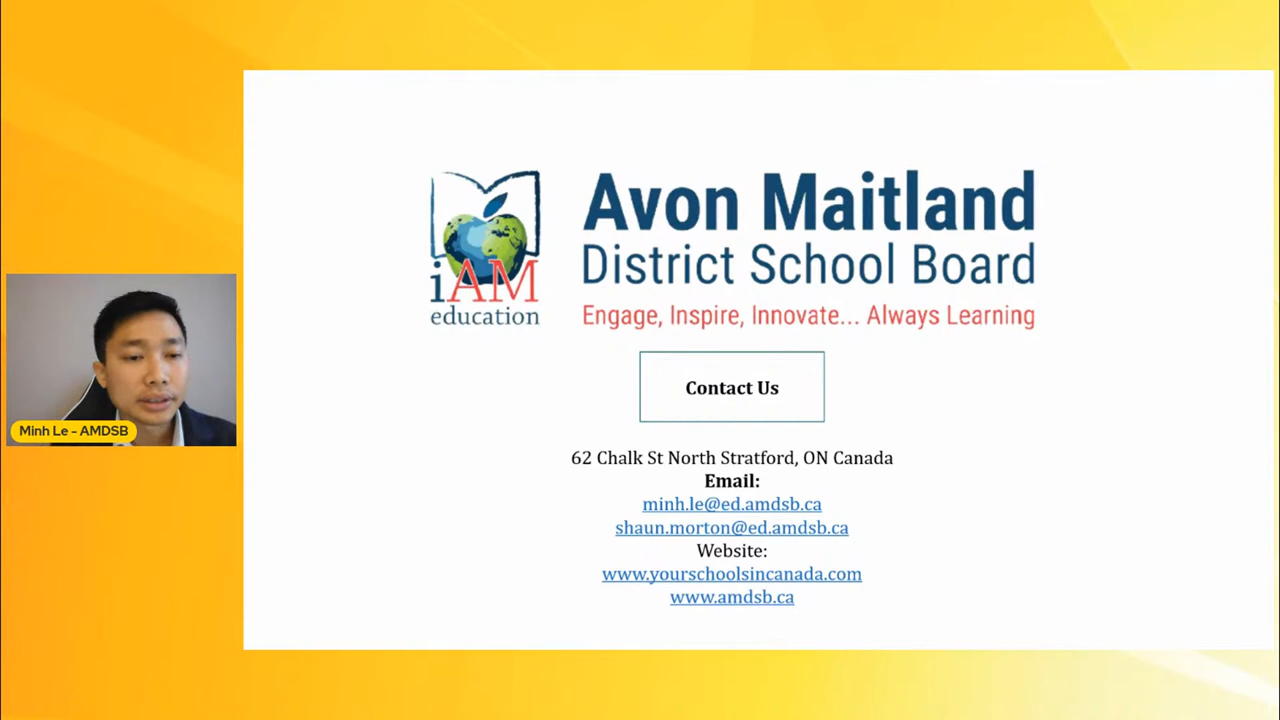 iAM
education
Avon Maitland
District School Board
Engage, Inspire, Innovate... Always Learning
Contact Us
Minh Le - AMDSB
62 Chalk St North Stratford, ON Canada
Email:
minh.le@ed.amdsb.ca
shaun.morton@ed.amdsb.ca
Website:
www.yourschoolsincanada.com
www.amdsb.ca